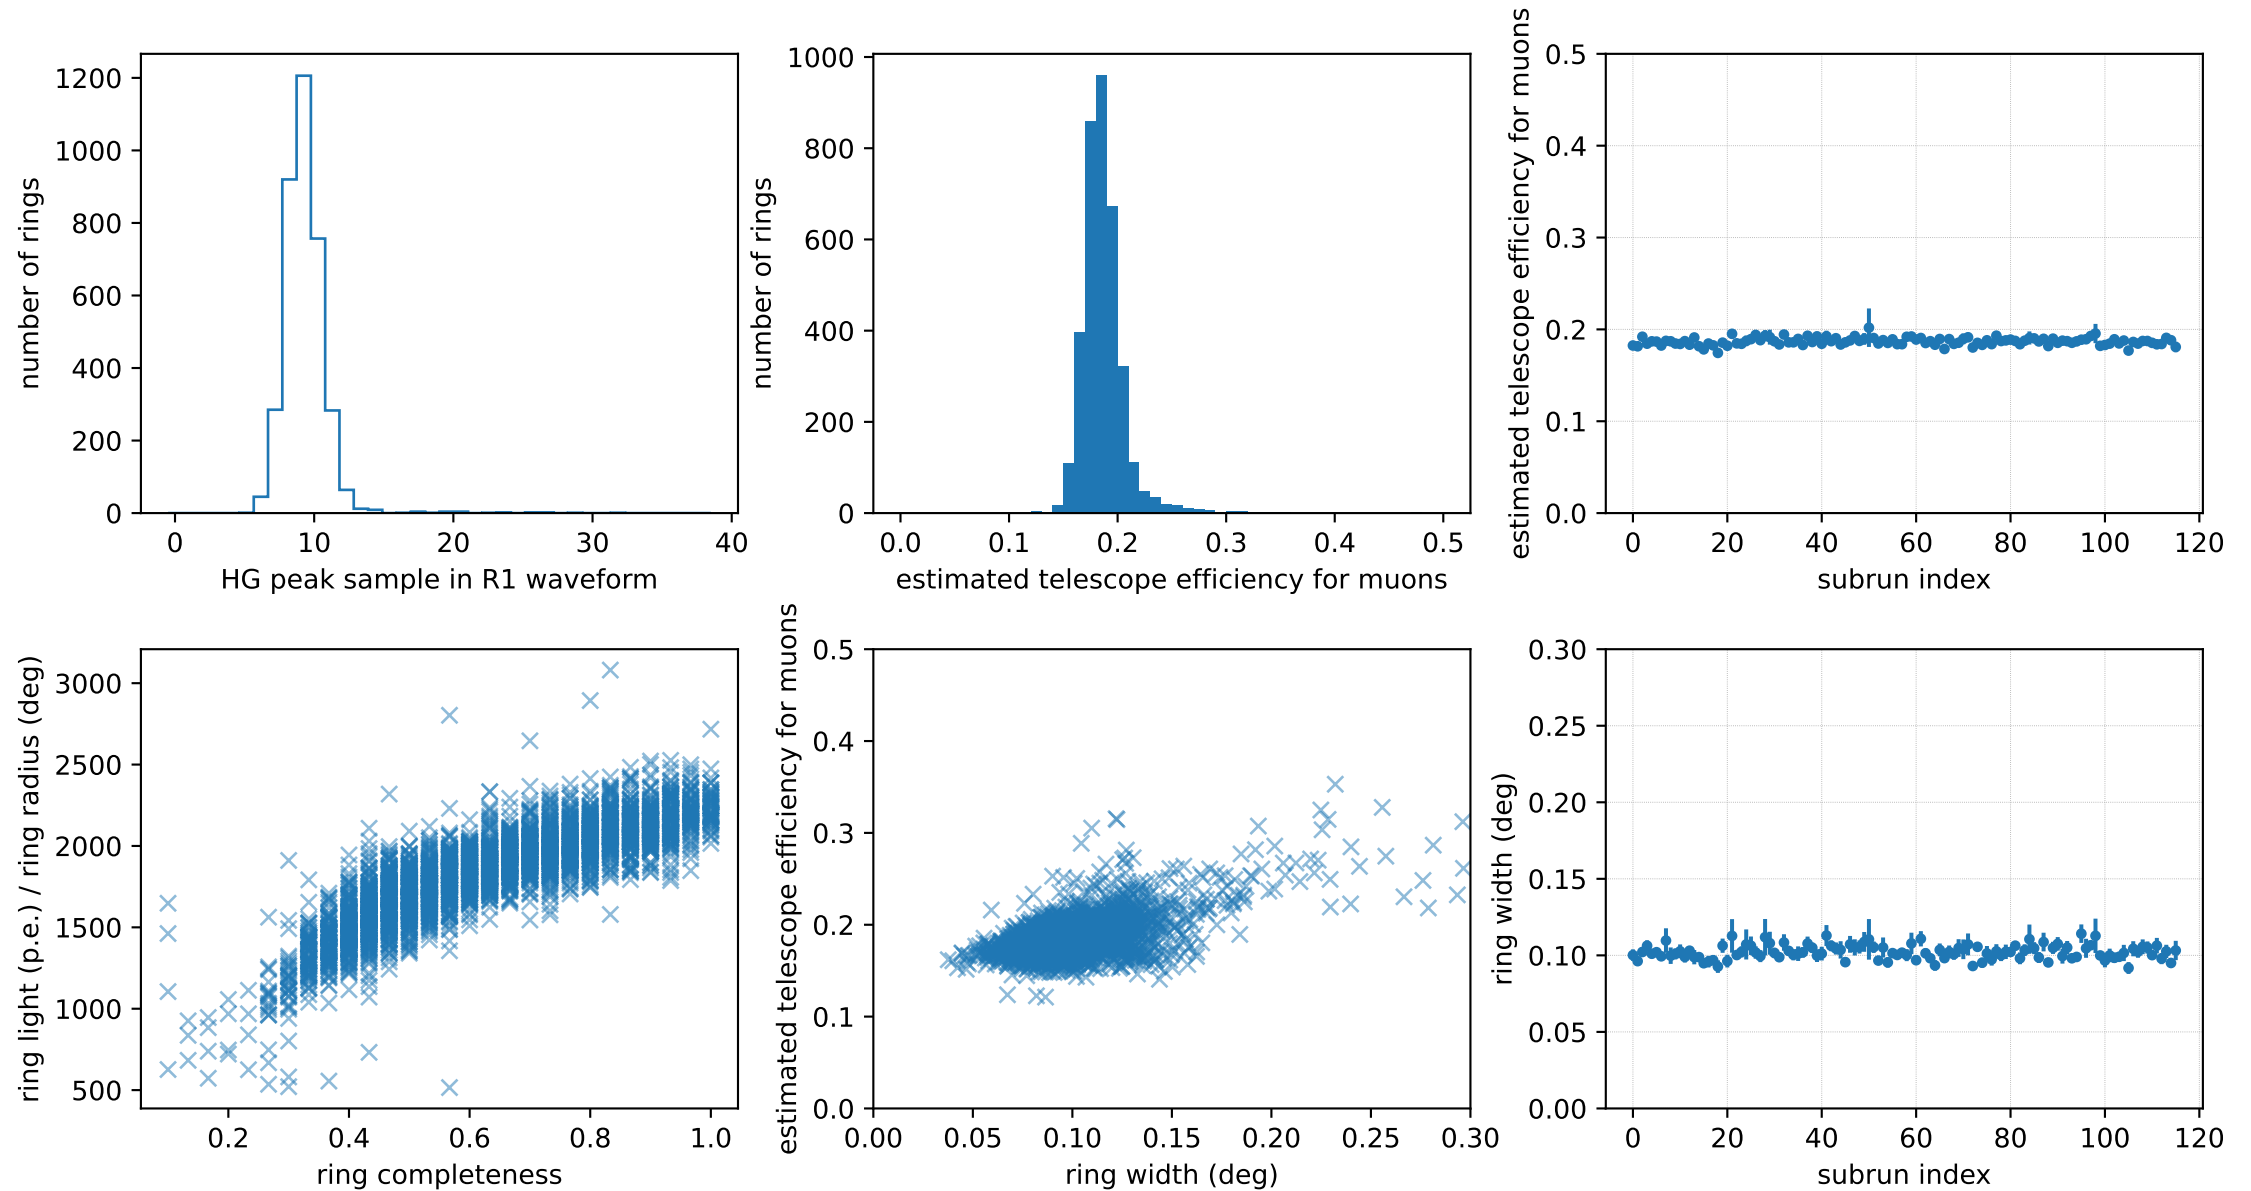 number of rings
1200
1000
800
600
400
200
0
0 10 20 30 40
HG peak sample in R1 waveform
number of rings
1000
800
600
400
200
0
0.0 0.1 0.2 0.3 0.4 0.5
estimated telescope efficiency for muons
estimated telescope efficiency for muons
0.5
0.4
0.3
0.2
0.1
0.0
0 20 40 60 80 100 120
subrun index
ring light (p.e.) / ring radius (deg)
3000
2500
2000
1500
1000
500
0.2 0.4 0.6 0.8 1.0
ring completeness
estimated telescope efficiency for muons
0.5
0.4
0.3
0.2
0.1
0.0
0.00 0.05 0.10 0.15 0.20 0.25 0.30
ring width (deg)
ring width (deg)
0.30
0.25
0.20
0.15
0.10
0.05
0.00
0 20 40 60 80 100 120
subrun index